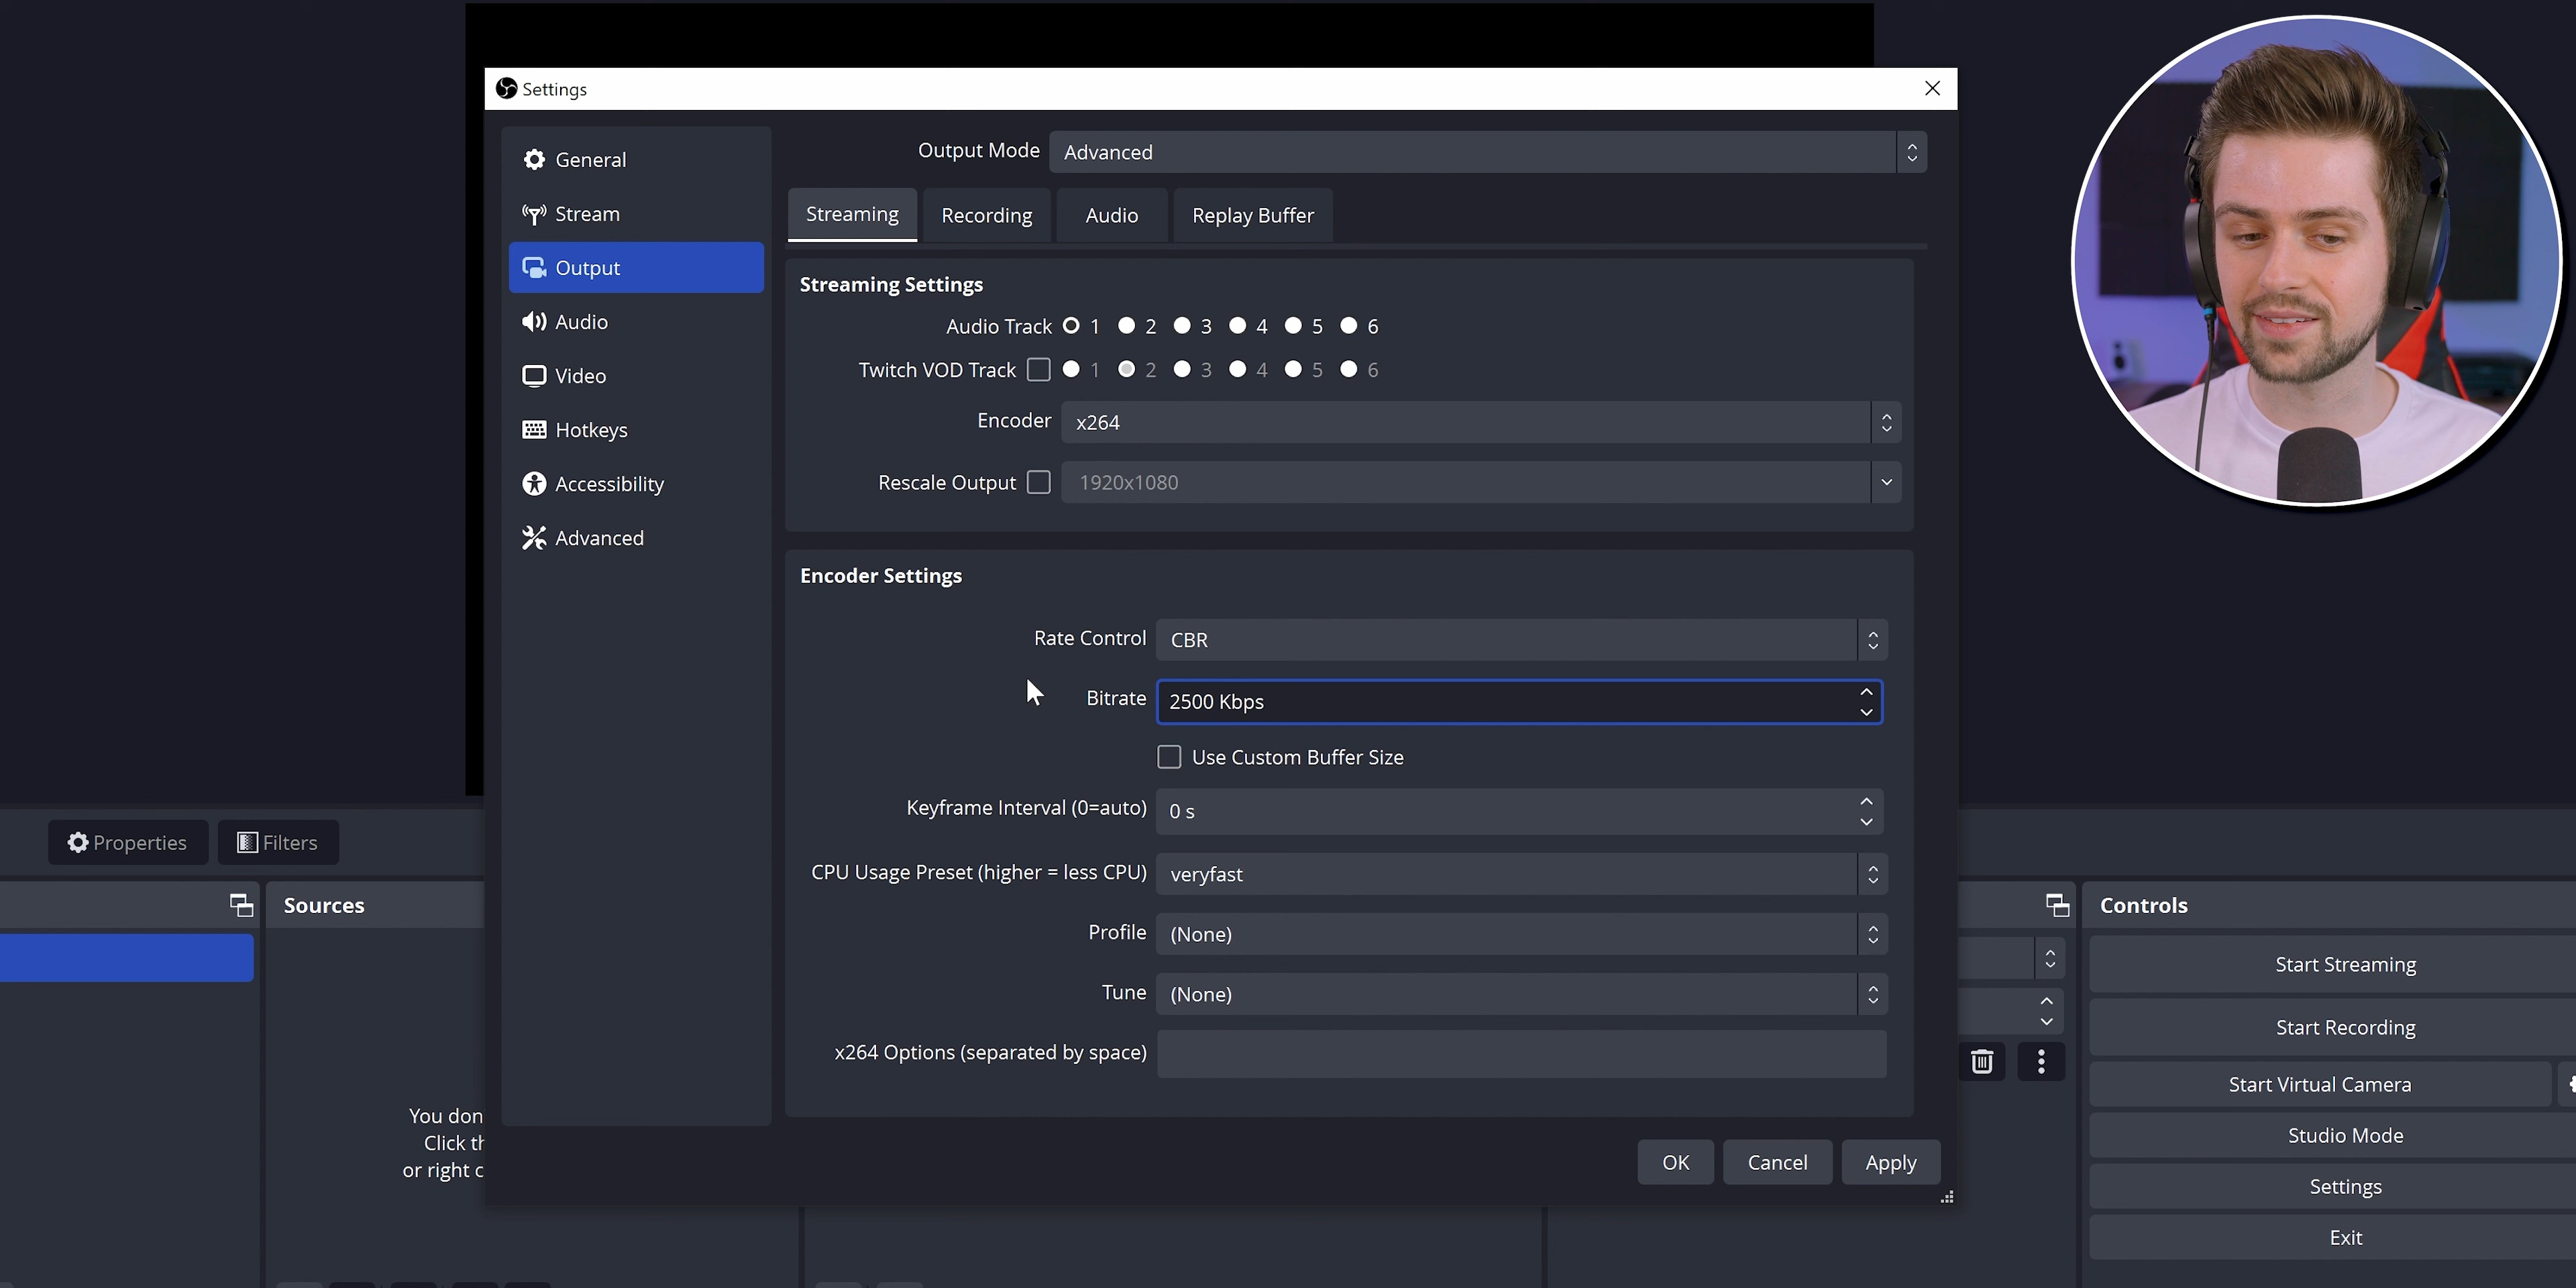 Settings
General
Stream
Output
Audio
Video
Hotkeys
Accessibility
Advanced
Output Mode Advanced
Streaming Recording Audio Replay Buffer
Streaming Settings
Audio Track 1 2 3 4 5 6
Twitch VOD Track 1 2 3 4 5 6
Encoder x264
Rescale Output 1920x1080
Encoder Settings
Rate Control CBR
Bitrate 2500 Kbps
Use Custom Buffer Size
Keyframe Interval (0=auto) 0 s
CPU Usage Preset (higher = less CPU) veryfast
Profile (None)
Tune (None)
x264 Options (separated by space)
OK Cancel Apply
Properties Filters
Sources
You don
Click th
or right c
Controls
Start Streaming
Start Recording
Start Virtual Camera
Studio Mode
Settings
Exit